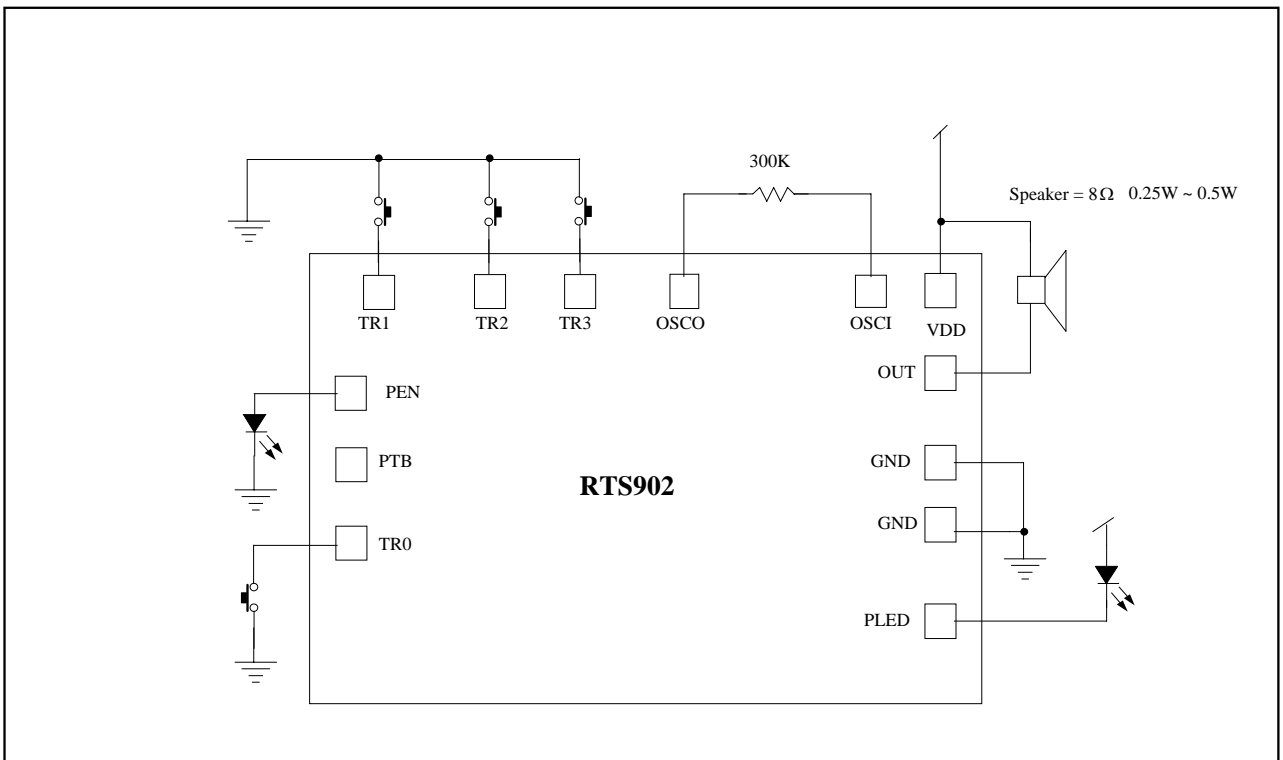 300K
Speaker = 8Ω 0.25W ~ 0.5W
TR1 TR2 TR3 OSCO OSCI VDD
OUT
PEN
PTB
GND
RTS902
GND
TR0
PLED